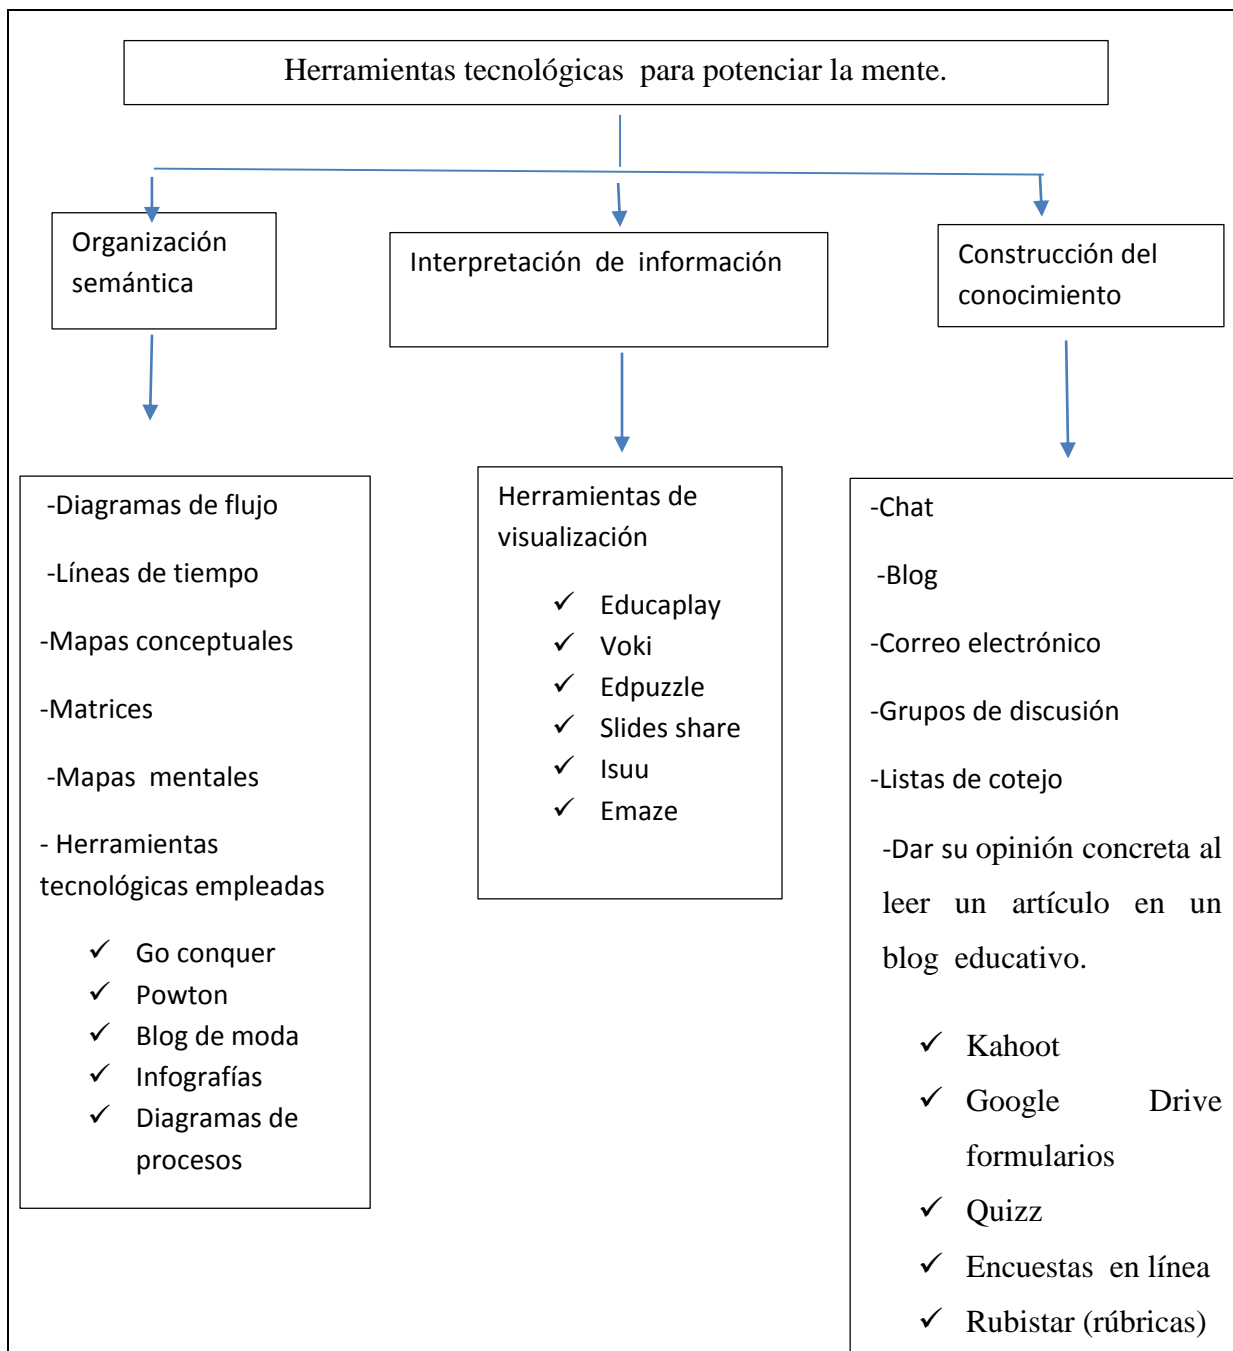 Herramientas tecnológicas  para potenciar la mente.
Organización
semántica
Interpretación  de  información
Construcción del
conocimiento
-Diagramas de flujo
-Líneas de tiempo
-Mapas conceptuales
-Matrices
-Mapas  mentales
- Herramientas
tecnológicas empleadas
✓ Go conquer
✓ Powton
✓ Blog de moda
✓ Infografías
✓ Diagramas de
procesos
Herramientas de
visualización
✓ Educaplay
✓ Voki
✓ Edpuzzle
✓ Slides share
✓ Isuu
✓ Emaze
-Chat
-Blog
-Correo electrónico
-Grupos de discusión
-Listas de cotejo
-Dar su opinión concreta al
leer un artículo en un
blog  educativo.
✓ Kahoot
✓ Google Drive
formularios
✓ Quizz
✓ Encuestas  en línea
✓ Rubistar (rúbricas)